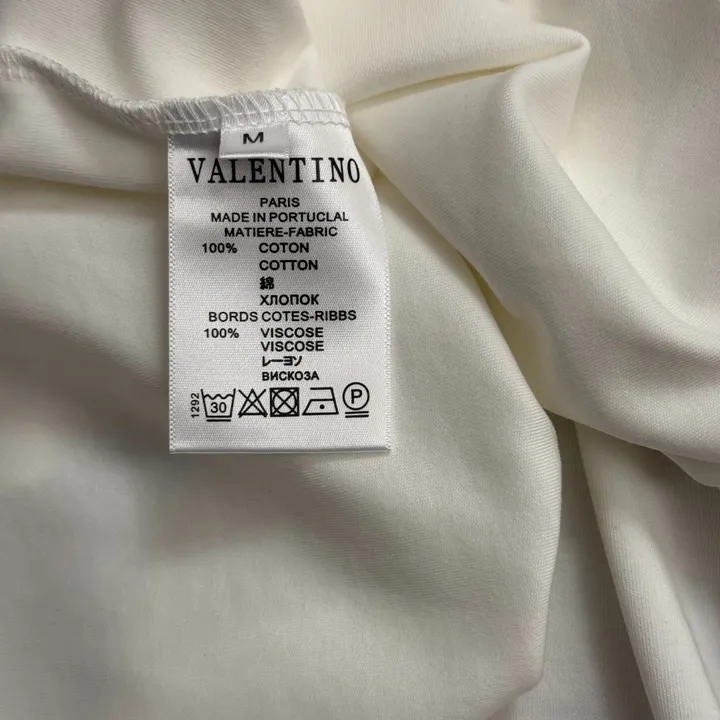 M
VALENTINO
PARIS
MADE IN PORTUCLAL
MATIERE-FABRIC
100% COTON
COTTON
綿
ХЛОПОК
BORDS COTES-RIBBS
100% VISCOSE
VISCOSE
レーヨン
ВИСКОЗА
1292
30
P